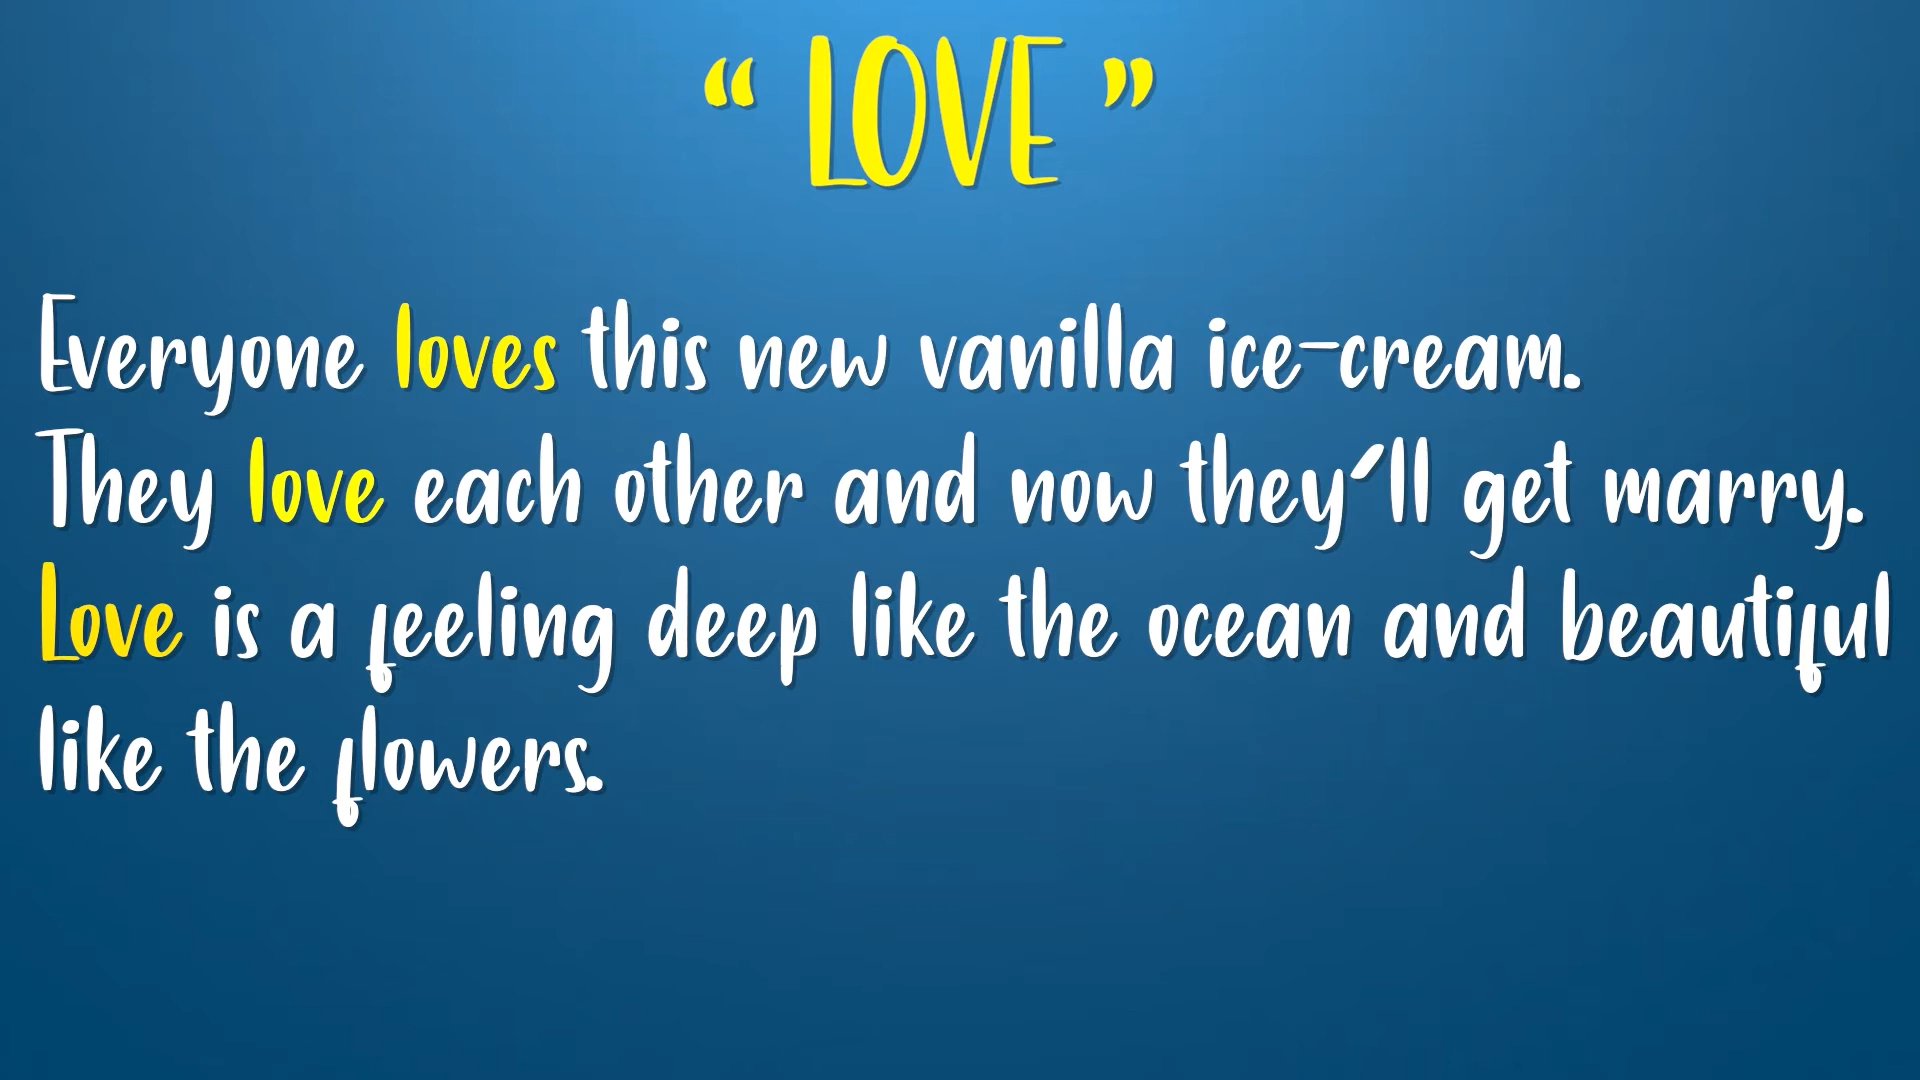 “ LOVE ”
Everyone loves this new vanilla ice-cream.
They love each other and now they'll get marry.
Love is a feeling deep like the ocean and beautiful
like the flowers.